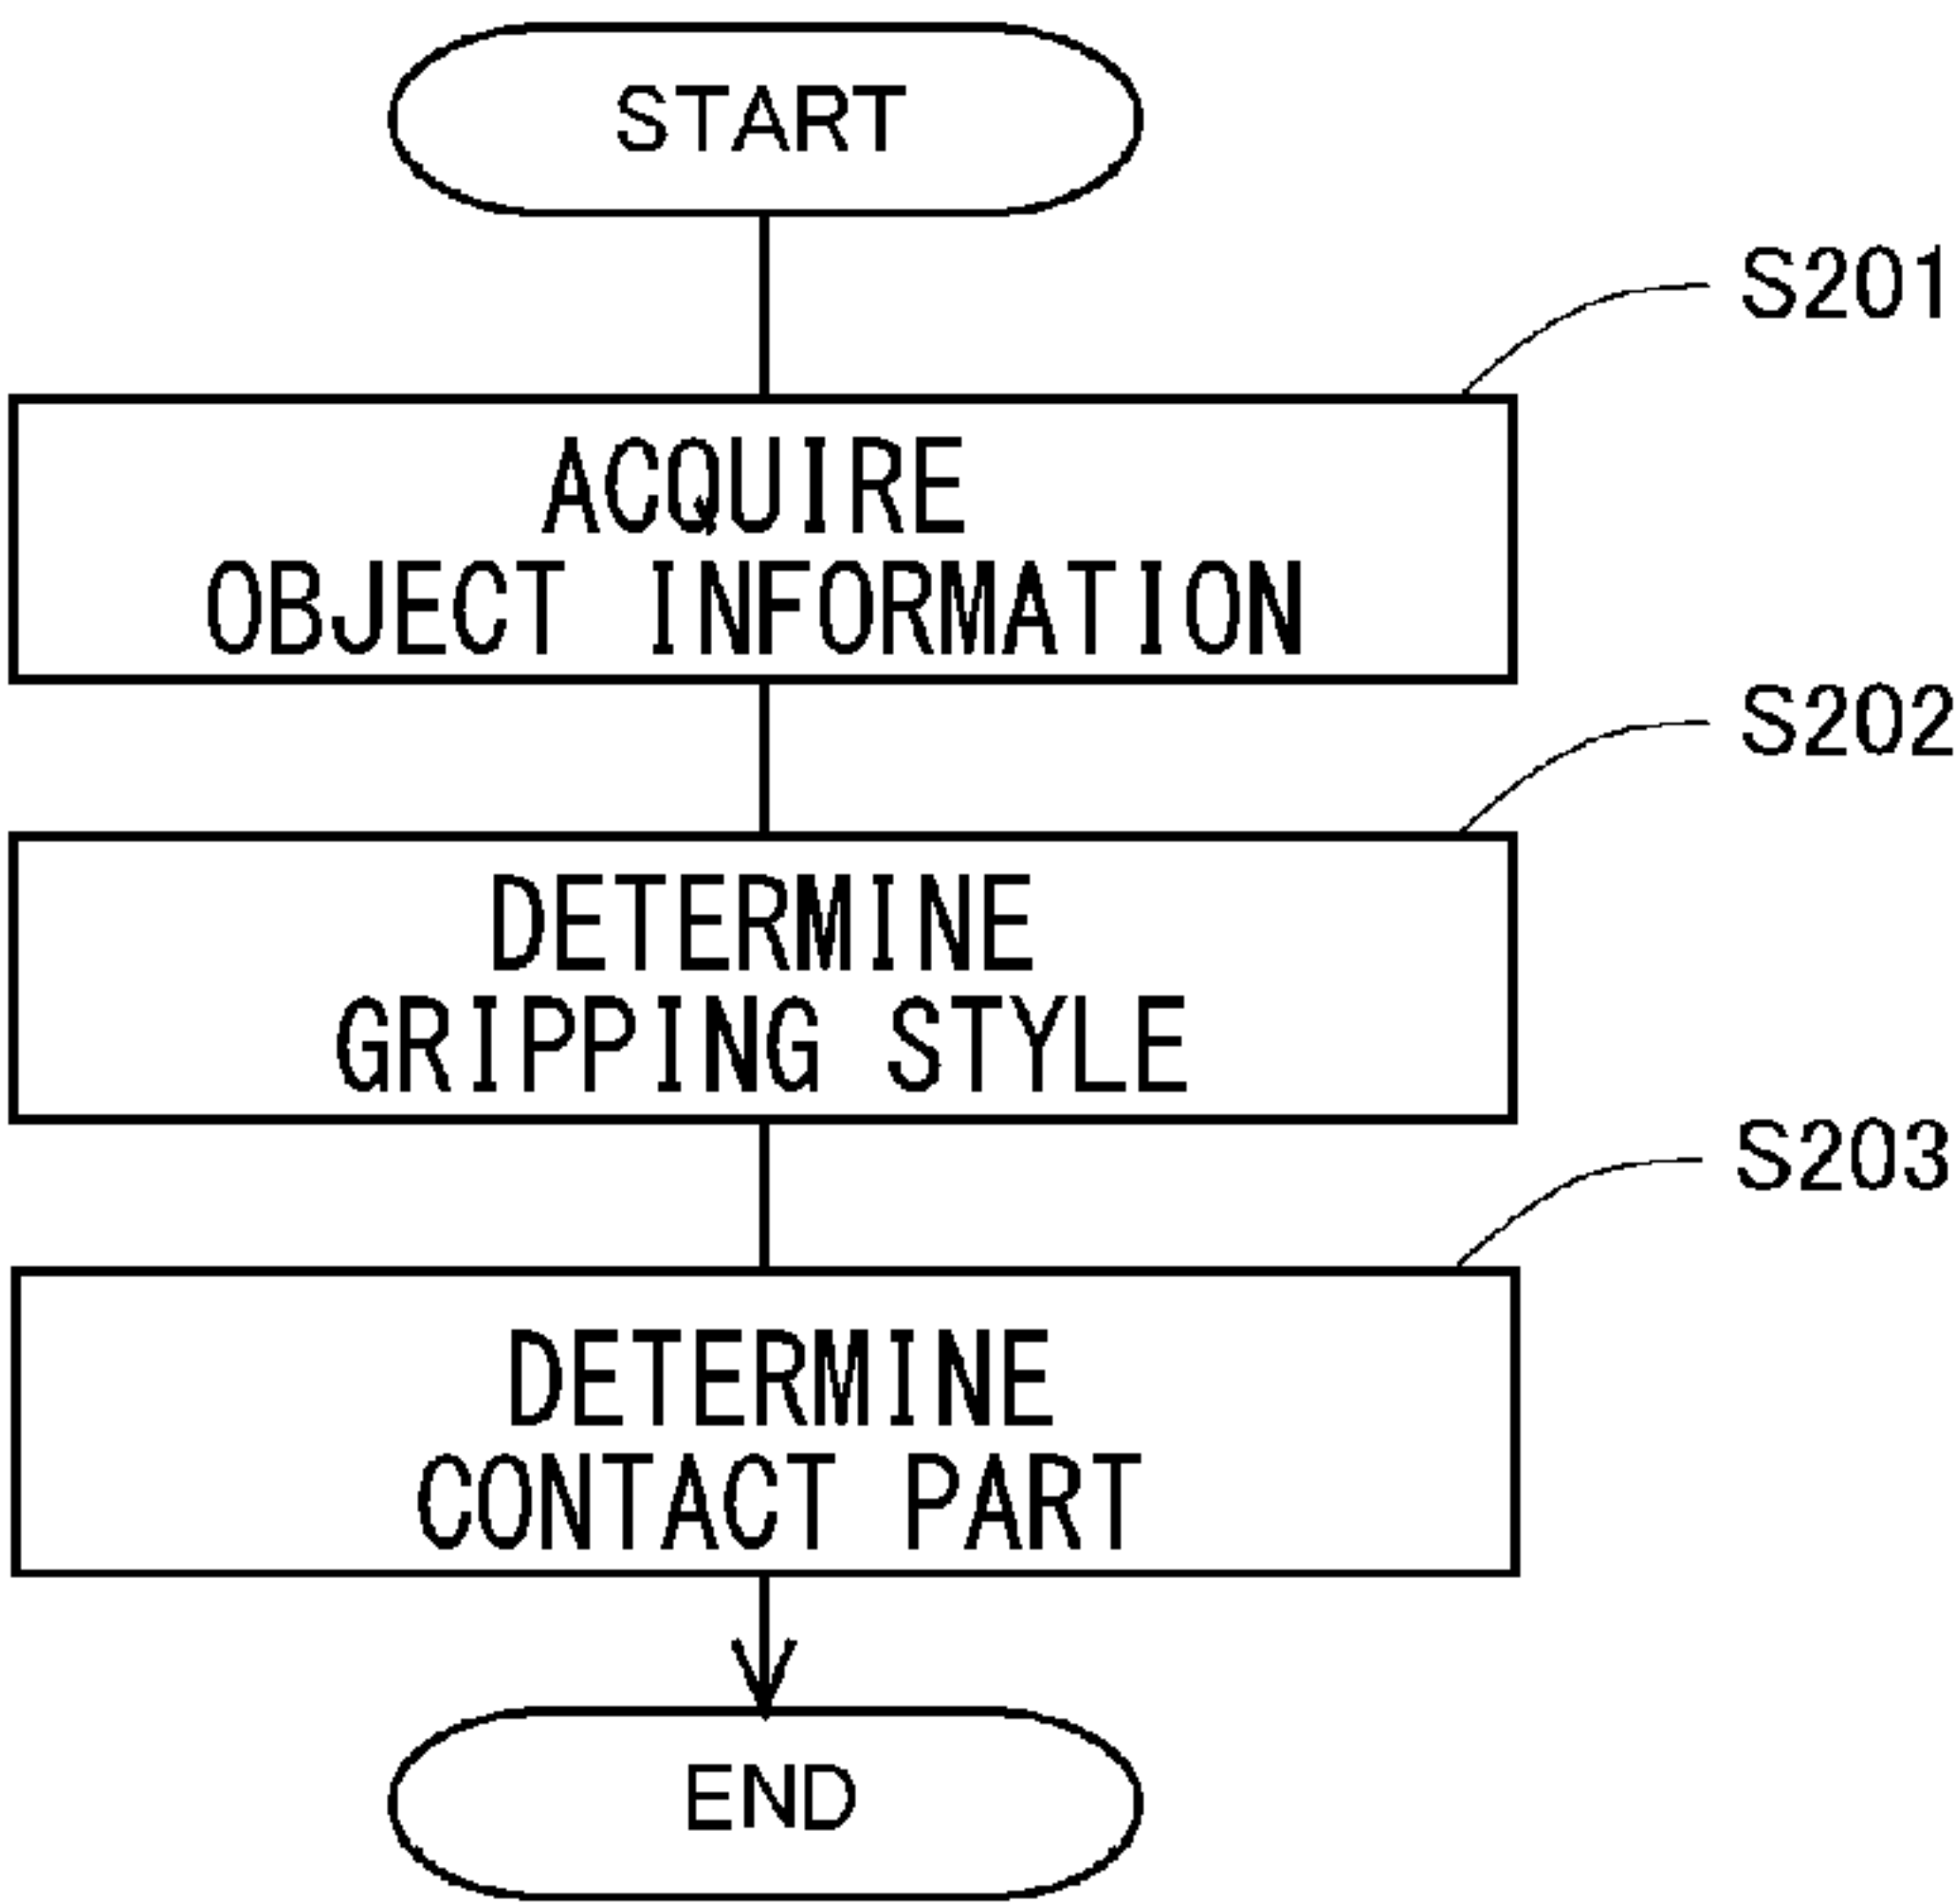 START
S201
ACQUIRE
OBJECT INFORMATION
S202
DETERMINE
GRIPPING STYLE
S203
DETERMINE
CONTACT PART
END